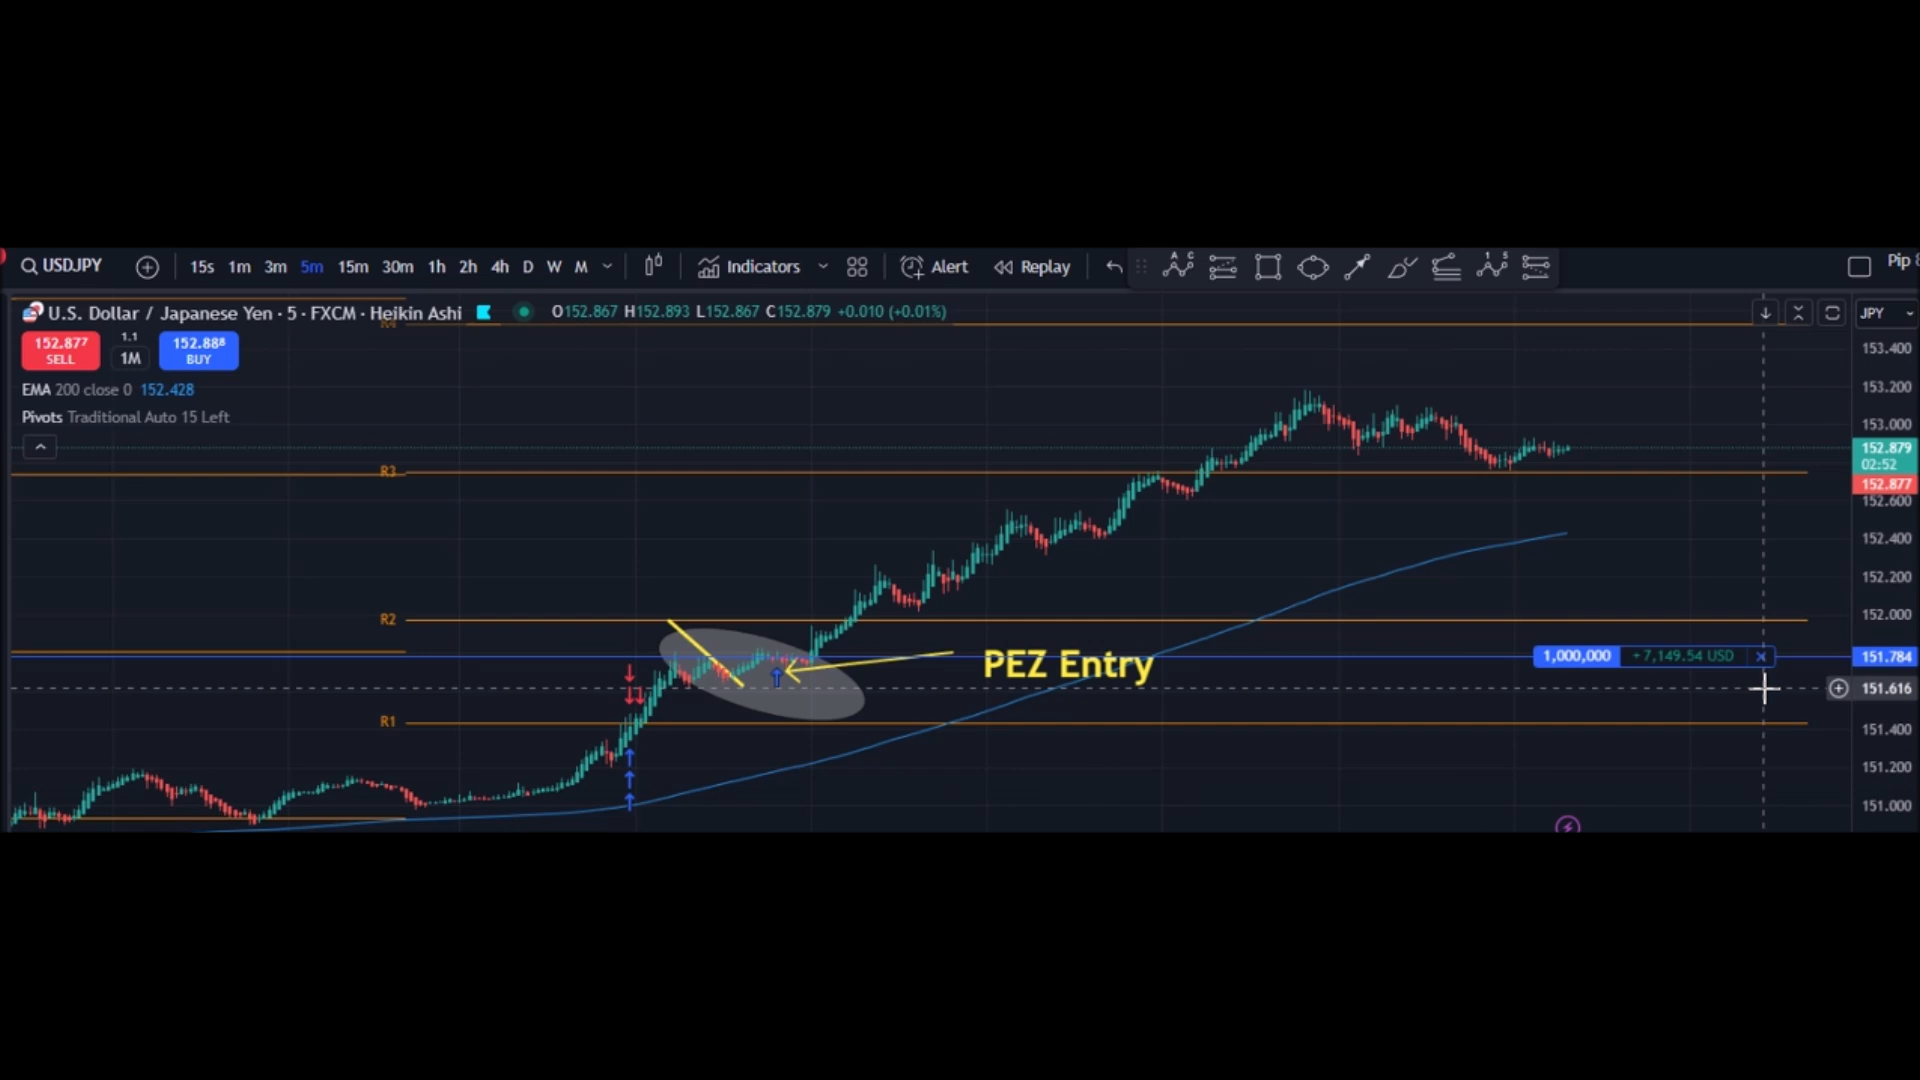 USDJPY 15s 1m 3m 5m 15m 30m 1h 2h 4h D W M Indicators Alert Replay Pip
U.S. Dollar / Japanese Yen · 5 · FXCM · Heikin Ashi O152.867 H152.893 L152.867 C152.879 +0.010 (+0.01%) JPY
152.877 SELL
1.1
1M
152.888 BUY
EMA 200 close 0 152.428
Pivots Traditional Auto 15 Left
R3
R2
R1
PEZ Entry
1,000,000 +7,149.54 USD
153.400
153.200
153.000
152.879
02:52
152.877
152.600
152.400
152.200
152.000
151.784
151.616
151.400
151.200
151.000